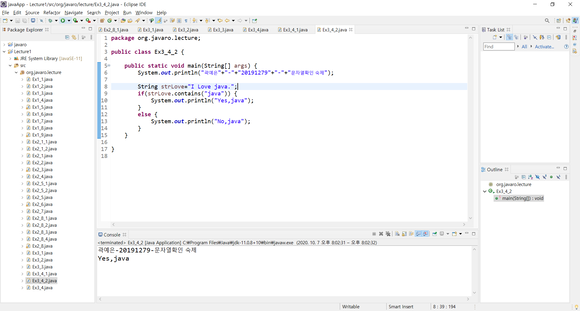 javaApp - Lecture1/src/org/javaro/lecture/Ex3_4_2.java - Eclipse IDE
File Edit Source Refactor Navigate Search Project Run Window Help
Package Explorer
javaro
Lecture1
JRE System Library [JavaSE-11]
src
org.javaro.lecture
Ex1_1.java
Ex1_2.java
Ex1_3.java
Ex1_4.java
Ex1_5.java
Ex1_6.java
Ex1_7.java
Ex1_8.java
Ex1_9.java
Ex2_1_1.java
Ex2_1_2.java
Ex2_2.java
Ex2_3.java
Ex2_4.java
Ex2_5_1.java
Ex2_5_2.java
Ex2_6.java
Ex2_7.java
Ex2_8_1.java
Ex2_8_2.java
Ex2_8_3.java
Ex2_8_4.java
Ex2_9.java
Ex3_1.java
Ex3_2.java
Ex3_3.java
Ex3_4_1.java
Ex3_4_2.java
Ex3_4.java
Ex2_8_1.java
Ex3_1.java
Ex3_2.java
Ex3_3.java
Ex3_4.java
Ex3_4_1.java
Ex3_4_2.java
1 package org.javaro.lecture;
2
3 public class Ex3_4_2 {
4
5 public static void main(String[] args) {
6 System.out.println("곽예은"+"-"+"20191279"+"-"+"문자열확인 숙제");
7
8 String strLove="I Love java.";
9 if(strLove.contains("java")) {
10 System.out.println("Yes,java");
11 }
12 else {
13 System.out.println("No,java");
14 }
15 }
16
17 }
18
Console
<terminated> Ex3_4_2 [Java Application] C:\Program Files\Java\jdk-11.0.8+10\bin\javaw.exe (2020. 10. 7. 오후 8:02:31 – 오후 8:02:32)
곽예은-20191279-문자열확인 숙제
Yes,java
Task List
Find
All
Activate...
Outline
org.javaro.lecture
Ex3_4_2
main(String[]) : void
Writable
Smart Insert
8 : 39 : 194